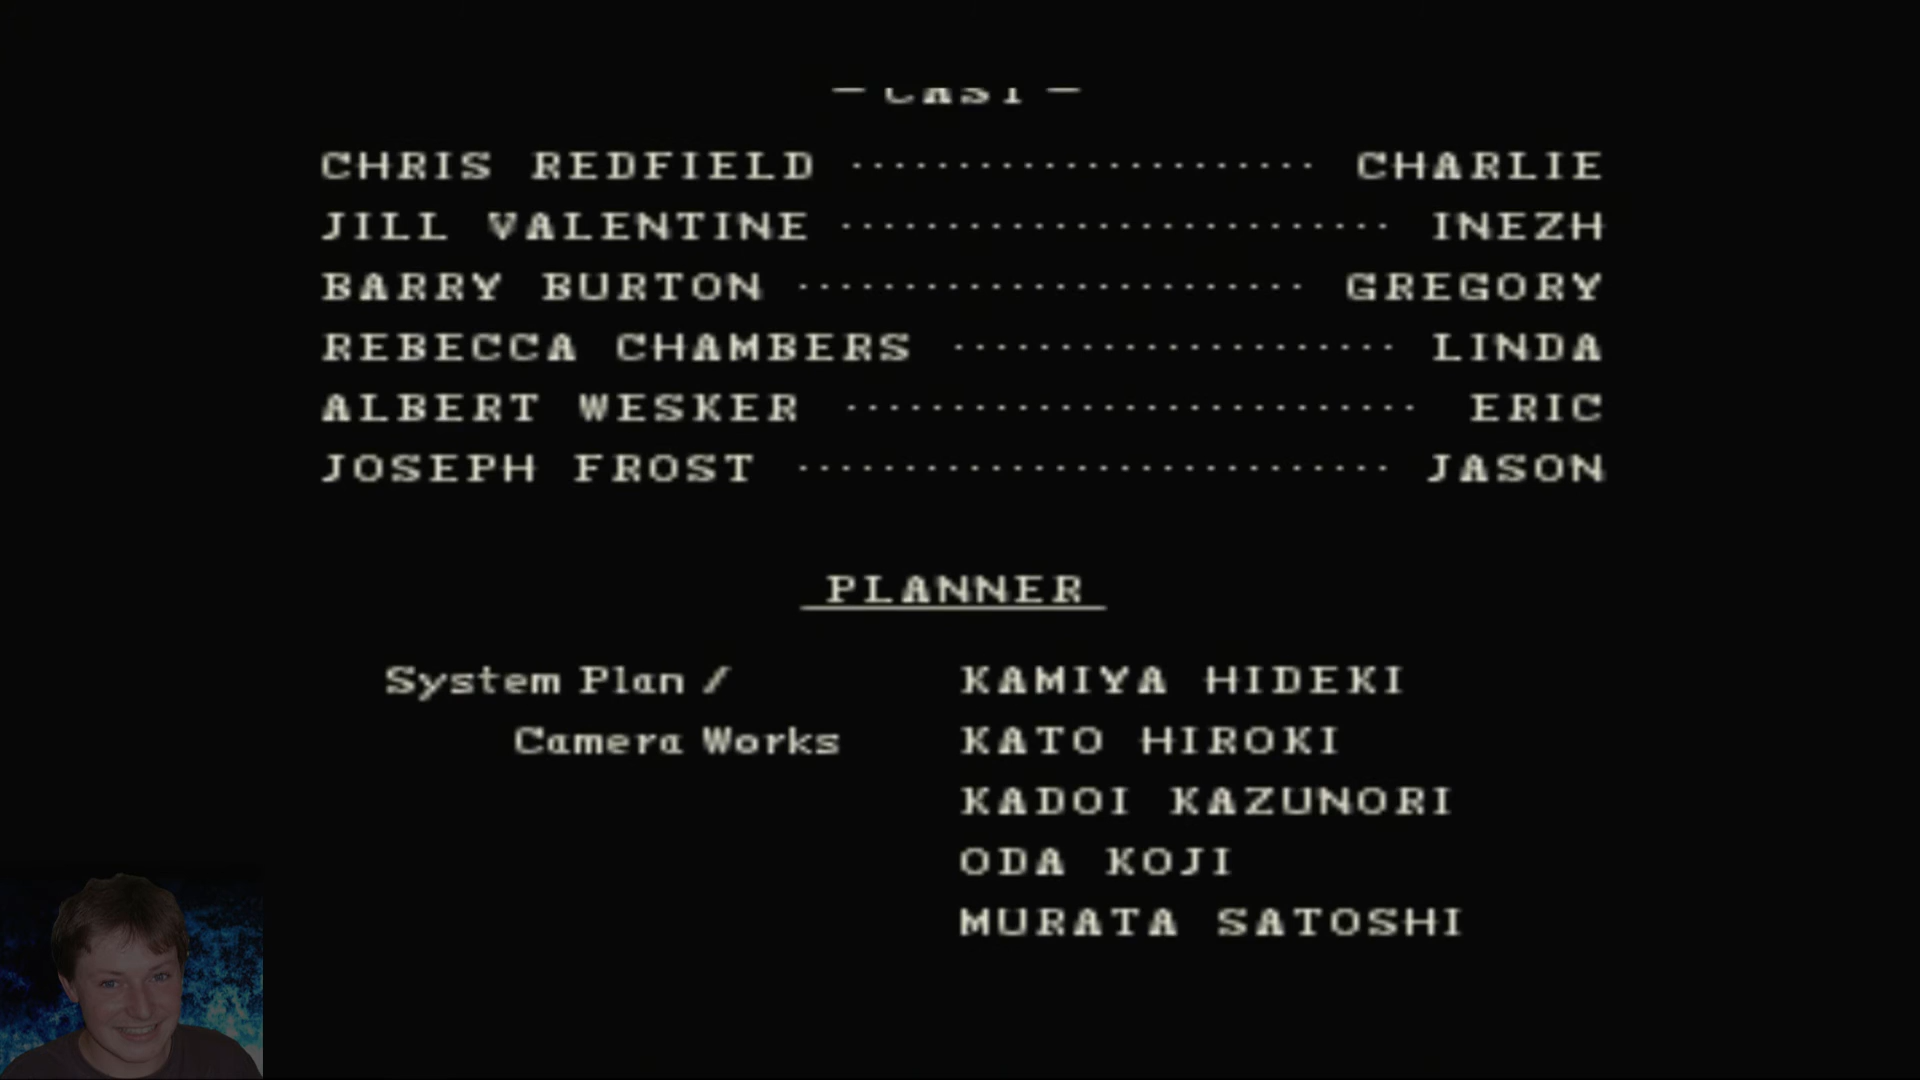 — CAST —
CHRIS REDFIELD ······················ CHARLIE
JILL VALENTINE ·························· INEZH
BARRY BURTON ························ GREGORY
REBECCA CHAMBERS ····················· LINDA
ALBERT WESKER ··························· ERIC
JOSEPH FROST ···························· JASON
PLANNER
System Plan / KAMIYA HIDEKI
Camera Works KATO HIROKI
KADOI KAZUNORI
ODA KOJI
MURATA SATOSHI